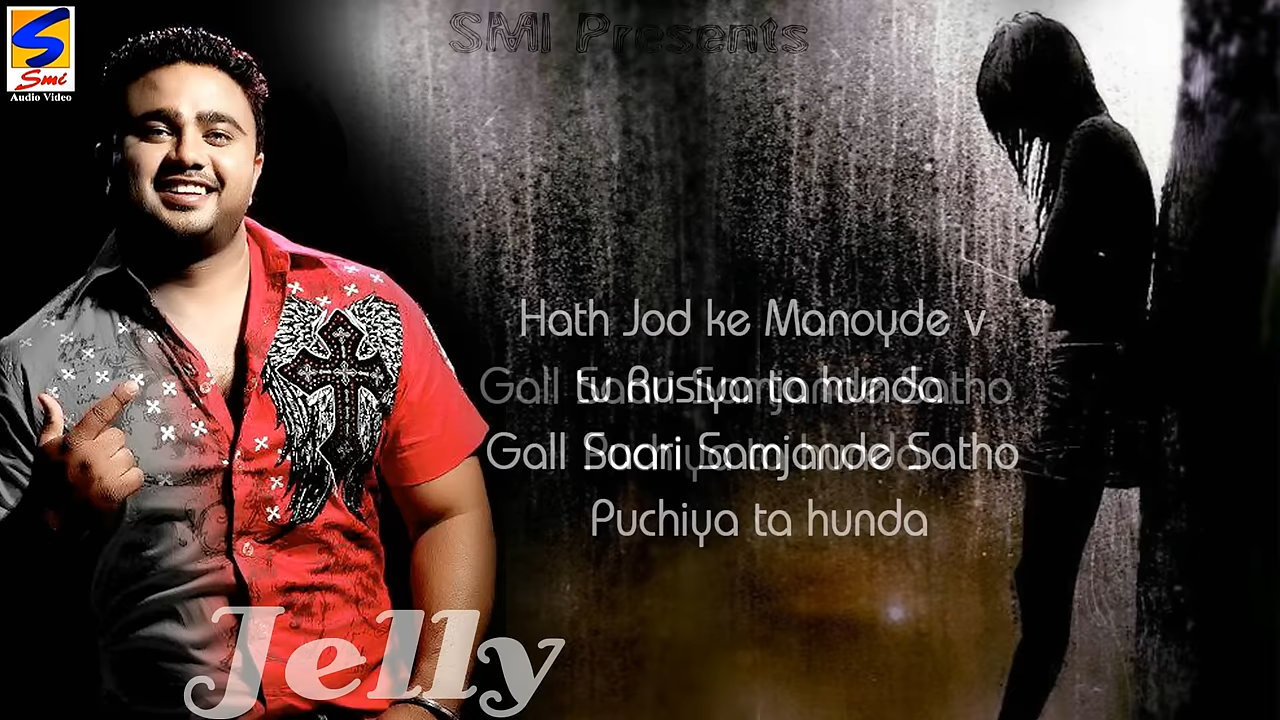 S
Smi
Audio Video
SMI Presents
Hath Jod ke Manoyde v
tu Rusiya ta hunda
Gall Saari Samjande Satho
Puchiya ta hunda
Jelly